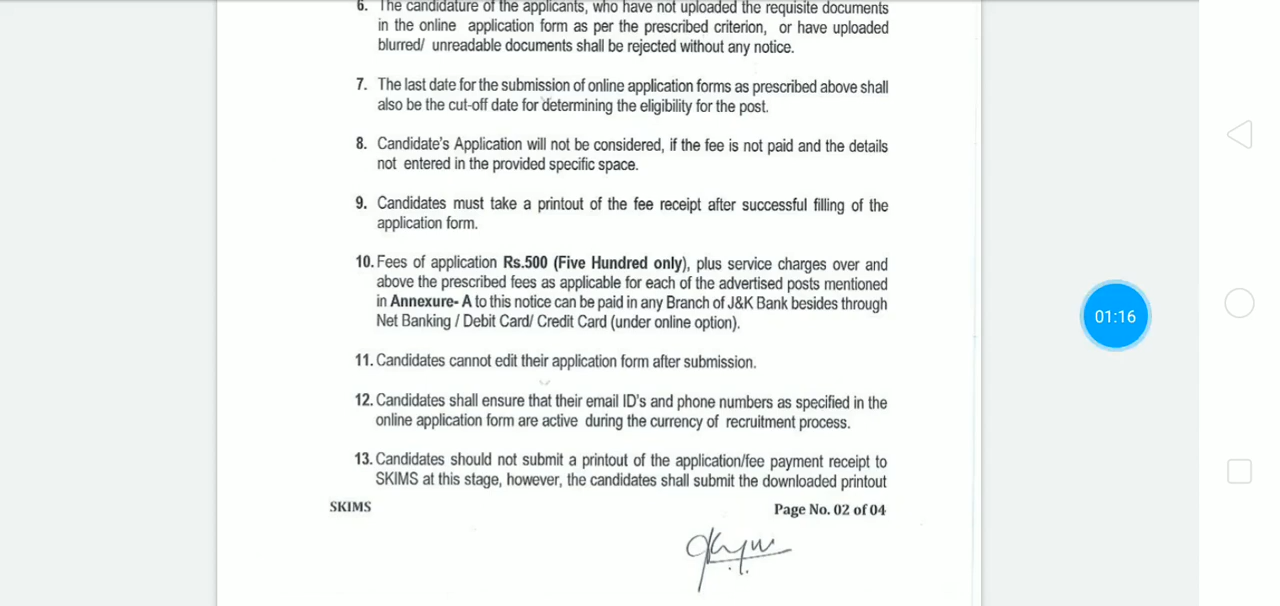 6. The candidature of the applicants, who have not uploaded the requisite documents
in the online application form as per the prescribed criterion, or have uploaded
blurred/ unreadable documents shall be rejected without any notice.
7. The last date for the submission of online application forms as prescribed above shall
also be the cut-off date for determining the eligibility for the post.
8. Candidate's Application will not be considered, if the fee is not paid and the details
not entered in the provided specific space.
9. Candidates must take a printout of the fee receipt after successful filling of the
application form.
10. Fees of application Rs.500 (Five Hundred only), plus service charges over and
above the prescribed fees as applicable for each of the advertised posts mentioned
in Annexure- A to this notice can be paid in any Branch of J&K Bank besides through
Net Banking / Debit Card/ Credit Card (under online option).
11. Candidates cannot edit their application form after submission.
12. Candidates shall ensure that their email ID's and phone numbers as specified in the
online application form are active during the currency of recruitment process.
13. Candidates should not submit a printout of the application/fee payment receipt to
SKIMS at this stage, however, the candidates shall submit the downloaded printout
SKIMS
Page No. 02 of 04
01:16